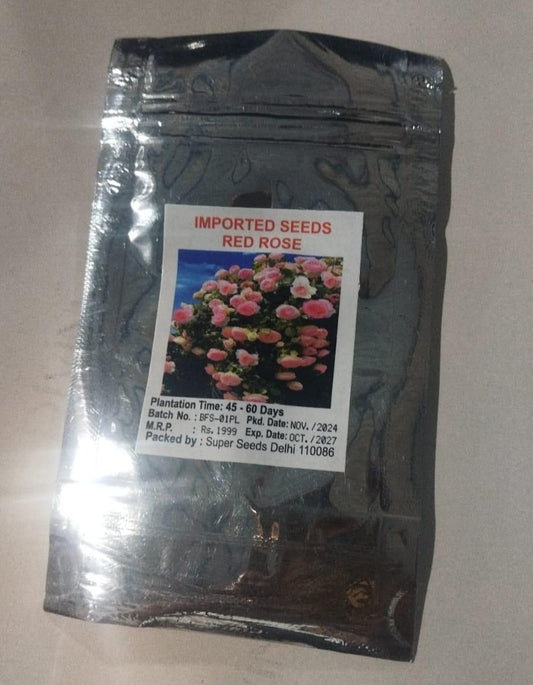 IMPORTED SEEDS
RED ROSE
Plantation Time: 45 - 60 Days
Batch No. : BFS-01PL Pkd. Date: NOV. /2024
M.R.P. : Rs. 1999 Exp. Date: OCT. /2027
Packed by : Super Seeds Delhi 110086